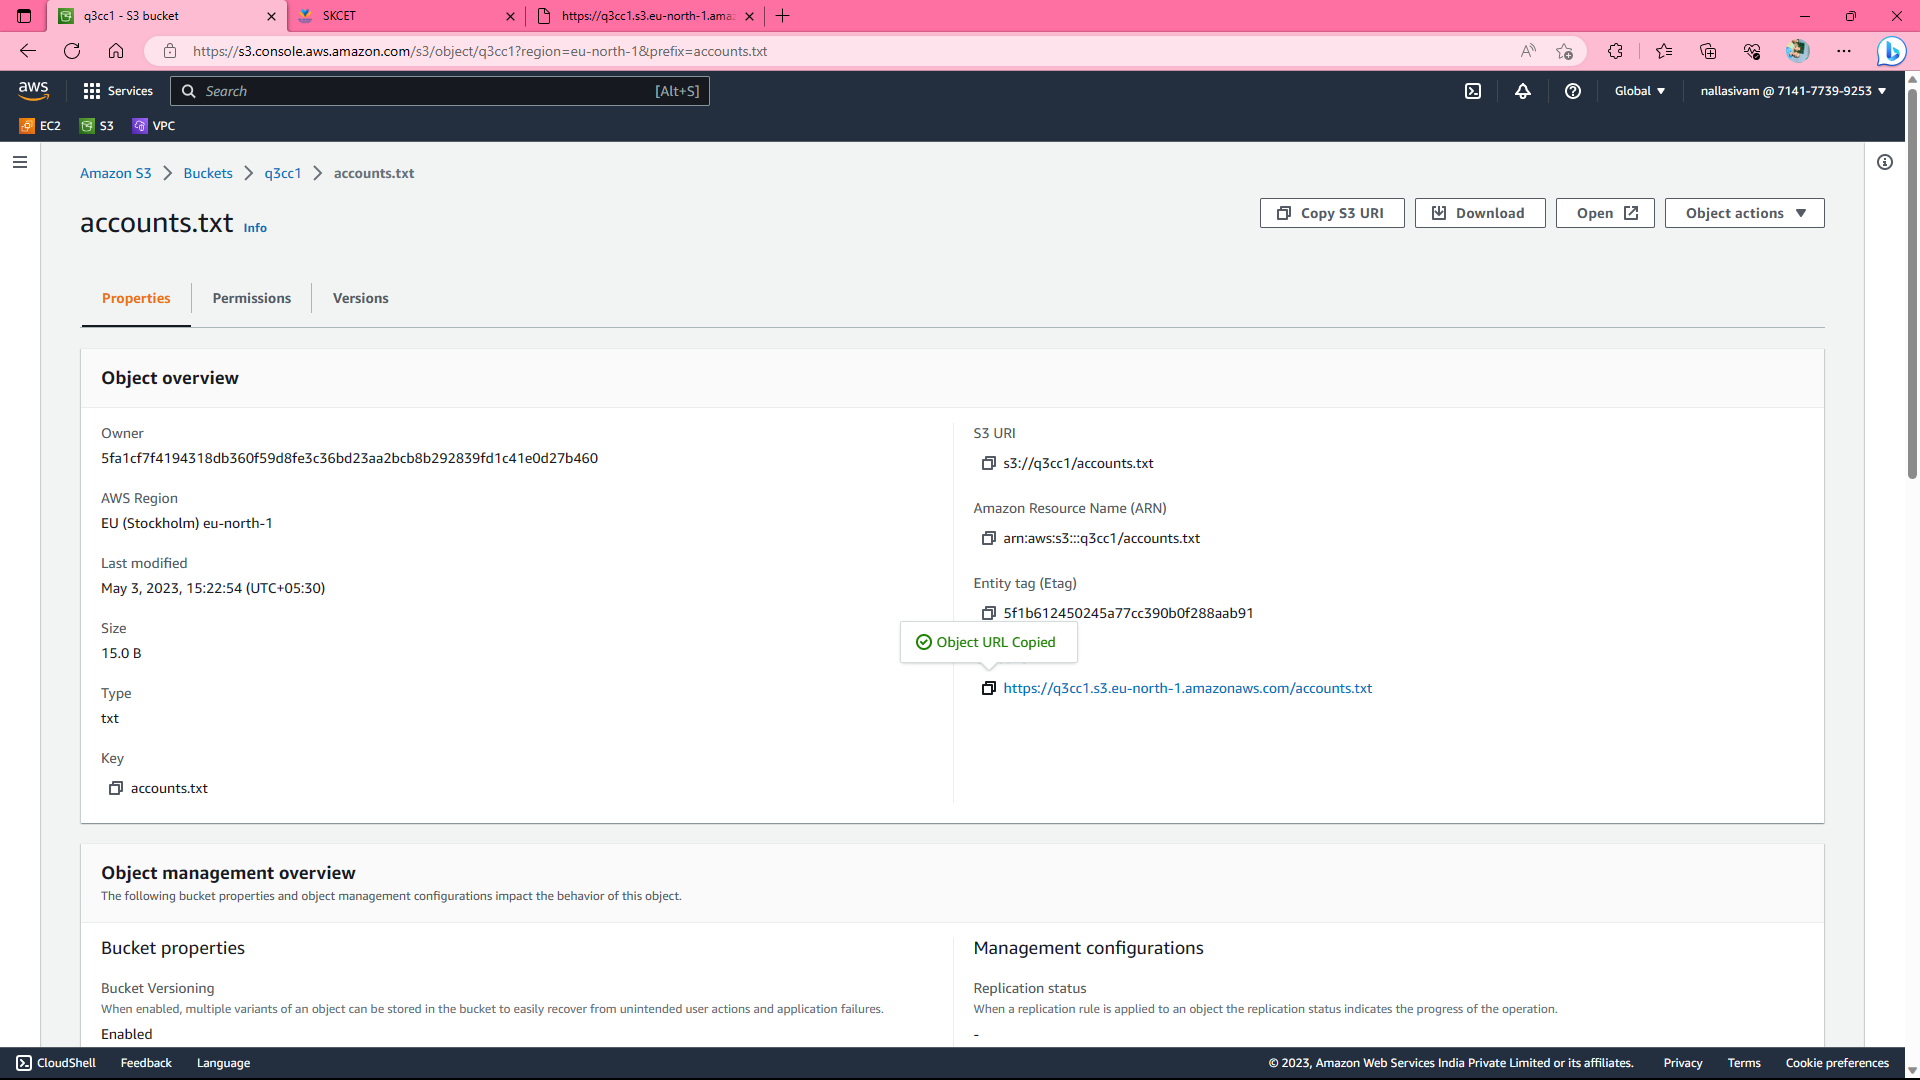 q3cc1 - S3 bucket
SKCET
https://q3cc1.s3.eu-north-1.ama
https://s3.console.aws.amazon.com/s3/object/q3cc1?region=eu-north-1&prefix=accounts.txt
aws
Services
Search
[Alt+S]
Global
nallasivam @ 7141-7739-9253
EC2
S3
VPC
Amazon S3
Buckets
q3cc1
accounts.txt
accounts.txt
Info
Copy S3 URI
Download
Open
Object actions
Properties
Permissions
Versions
Object overview
Owner
5fa1cf7f4194318db360f59d8fe3c36bd23aa2bcb8b292839fd1c41e0d27b460
AWS Region
EU (Stockholm) eu-north-1
Last modified
May 3, 2023, 15:22:54 (UTC+05:30)
Size
15.0 B
Type
txt
Key
accounts.txt
S3 URI
s3://q3cc1/accounts.txt
Amazon Resource Name (ARN)
arn:aws:s3:::q3cc1/accounts.txt
Entity tag (Etag)
5f1b612450245a77cc390b0f288aab91
Object URL Copied
https://q3cc1.s3.eu-north-1.amazonaws.com/accounts.txt
Object management overview
The following bucket properties and object management configurations impact the behavior of this object.
Bucket properties
Bucket Versioning
When enabled, multiple variants of an object can be stored in the bucket to easily recover from unintended user actions and application failures.
Enabled
Management configurations
Replication status
When a replication rule is applied to an object the replication status indicates the progress of the operation.
-
CloudShell
Feedback
Language
© 2023, Amazon Web Services India Private Limited or its affiliates.
Privacy
Terms
Cookie preferences